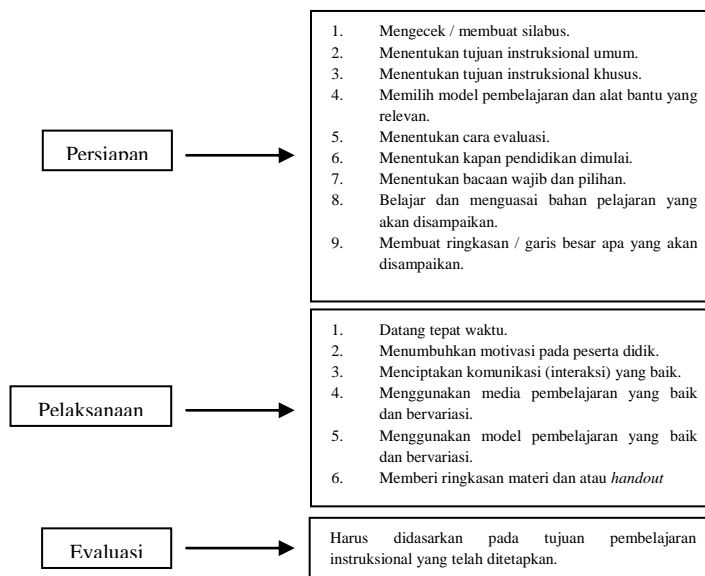 Persiapan
1. Mengecek / membuat silabus.
2. Menentukan tujuan instruksional umum.
3. Menentukan tujuan instruksional khusus.
4. Memilih model pembelajaran dan alat bantu yang
relevan.
5. Menentukan cara evaluasi.
6. Menentukan kapan pendidikan dimulai.
7. Menentukan bacaan wajib dan pilihan.
8. Belajar dan menguasai bahan pelajaran yang
akan disampaikan.
9. Membuat ringkasan / garis besar apa yang akan
disampaikan.
Pelaksanaan
1. Datang tepat waktu.
2. Menumbuhkan motivasi pada peserta didik.
3. Menciptakan komunikasi (interaksi) yang baik.
4. Menggunakan media pembelajaran yang baik
dan bervariasi.
5. Menggunakan model pembelajaran yang baik
dan bervariasi.
6. Memberi ringkasan materi dan atau handout
Evaluasi
Harus didasarkan pada tujuan pembelajaran
instruksional yang telah ditetapkan.